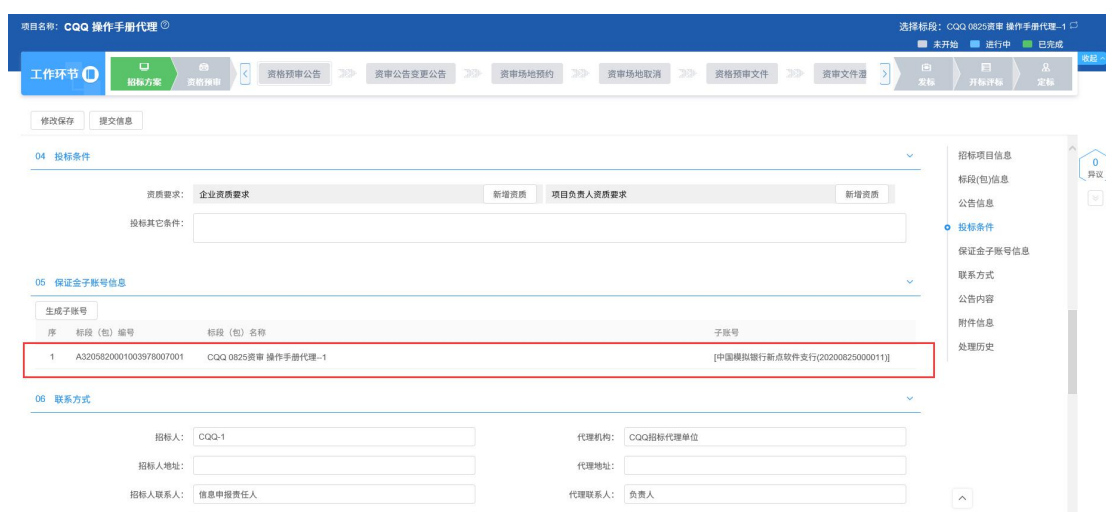 项目名称: CQQ 操作手册代理
选择标段: CQQ 0825资审 操作手册代理–1
未开始 进行中 已完成
工作环节
招标方案
资格预审
资格预审公告
资审公告变更公告
资审场地预约
资审场地取消
资格预审文件
资审文件澄
发标
开标评标
定标
收起
修改保存 提交信息
04 投标条件
资质要求: 企业资质要求 新增资质 项目负责人资质要求 新增资质
投标其它条件:
05 保证金子账号信息
生成子账号
序 标段（包）编号 标段（包）名称 子账号
1 A3205820001003978007001 CQQ 0825资审 操作手册代理–1 [中国模拟银行新点软件支行(20200825000011)]
06 联系方式
招标人: CQQ-1 代理机构: CQQ招标代理单位
招标人地址: 代理地址:
招标人联系人: 信息申报责任人 代理联系人: 负责人
招标项目信息
标段(包)信息
公告信息
投标条件
保证金子账号信息
联系方式
公告内容
附件信息
处理历史
0
异议